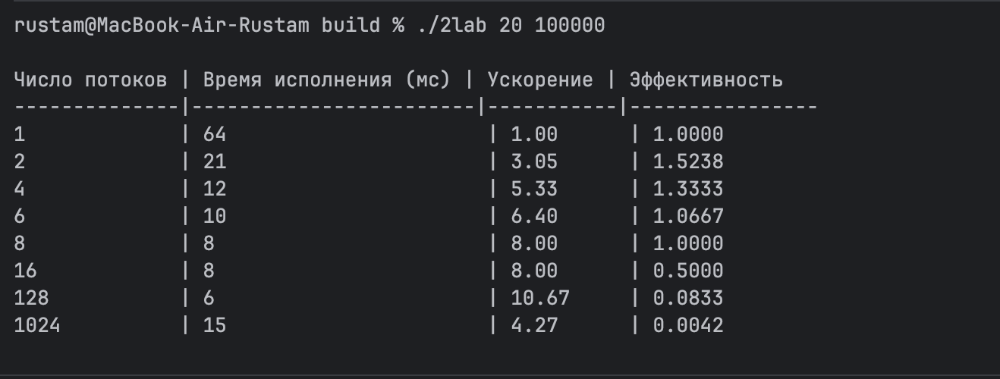 rustam@MacBook-Air-Rustam build % ./2lab 20 100000
Число потоков | Время исполнения (мс) | Ускорение | Эффективность
--------------|------------------------|-----------|----------------
1 | 64 | 1.00 | 1.0000
2 | 21 | 3.05 | 1.5238
4 | 12 | 5.33 | 1.3333
6 | 10 | 6.40 | 1.0667
8 | 8 | 8.00 | 1.0000
16 | 8 | 8.00 | 0.5000
128 | 6 | 10.67 | 0.0833
1024 | 15 | 4.27 | 0.0042